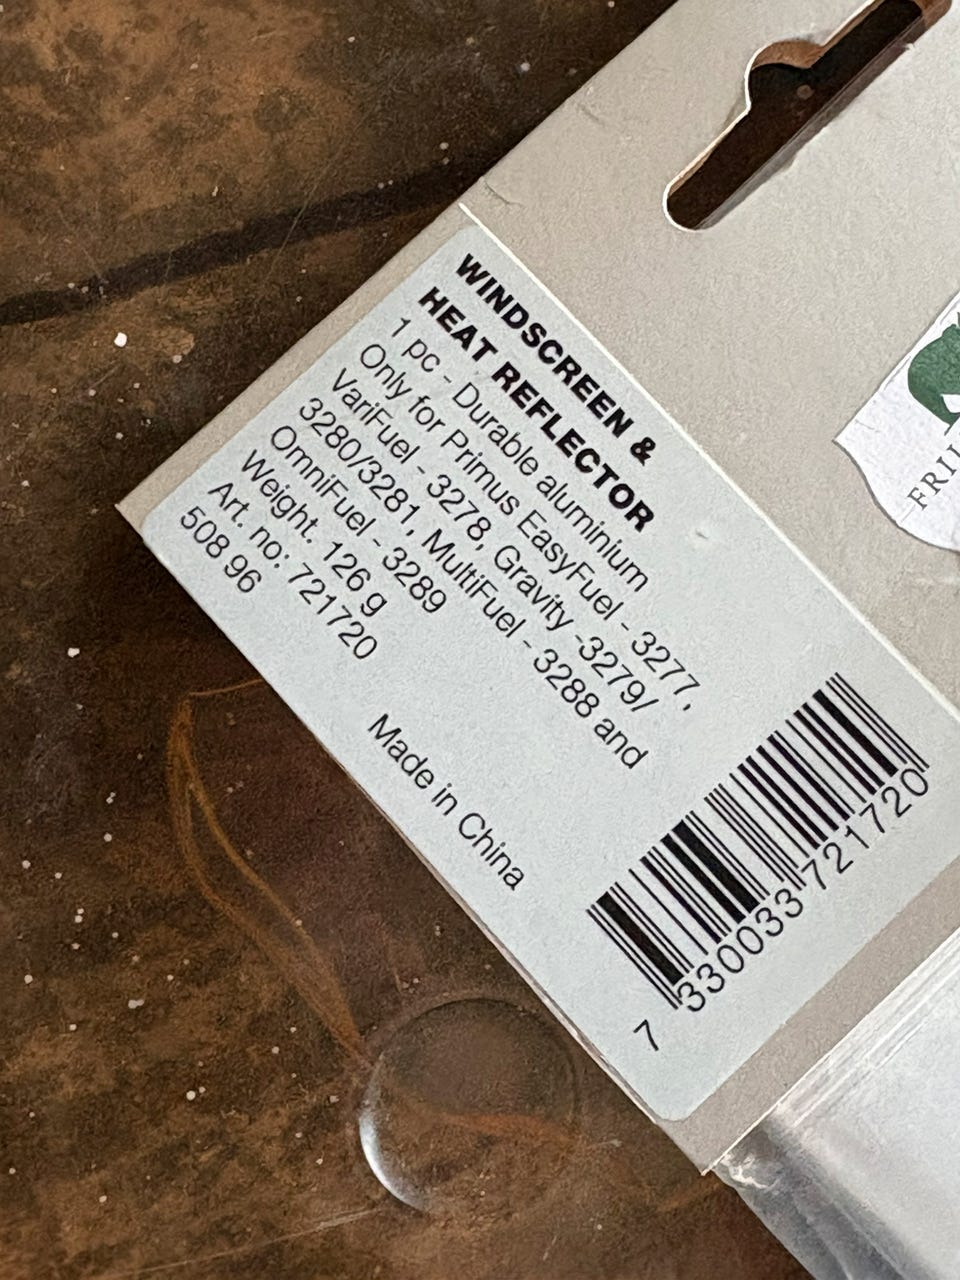 WINDSCREEN &
HEAT REFLECTOR
1 pc - Durable aluminium
Only for Primus EasyFuel - 3277,
VariFuel - 3278, Gravity -3279/
3280/3281, MultiFuel - 3288 and
OmniFuel - 3289
Weight. 126 g
Art. no: 721720
508 96
Made in China
7 330033 721720